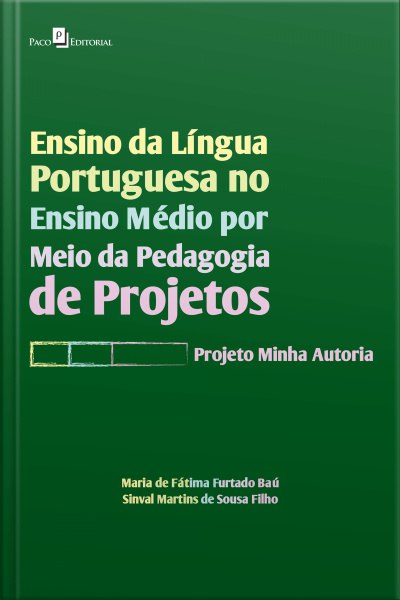 PACO EDITORIAL
Ensino da Língua
Portuguesa no
Ensino Médio por
Meio da Pedagogia
de Projetos
Projeto Minha Autoria
Maria de Fátima Furtado Baú
Sinval Martins de Sousa Filho